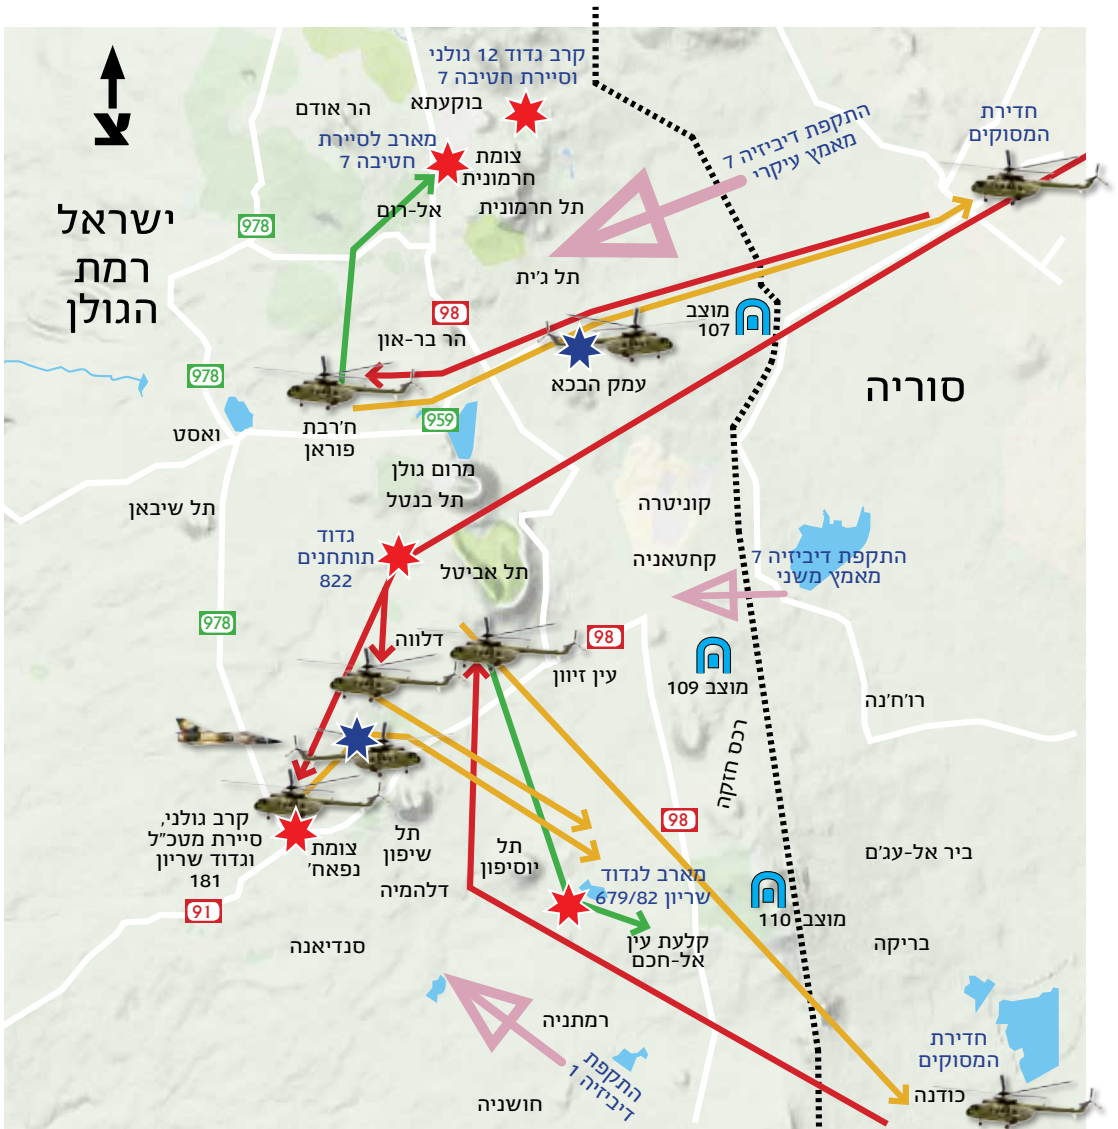 קרב גדוד 12 גולני
וסיירת חטיבה 7
בוקעתא
הר אודם
מארב לסיירת
חטיבה 7
צומת
חרמונית
אל-רום
תל חרמונית
התקפת דיביזיה 7
מאמץ עיקרי
חדירת
המסוקים
ישראל
רמת
הגולן
978
תל ג'ית
98
הר בר-און
מוצב
107
978
עמק הבכא
סוריה
959
ואסט
ח'רבת
פוראן
מרום גולן
תל בנטל
תל שיבאן
קוניטרה
גדוד
תותחנים
822
תל אביטל
קחטאניה
התקפת דיביזיה 7
מאמץ משני
978
דלווה
98
עין זיוון
מוצב 109
רו'ח'נה
רכס חזקה
98
קרב גולני,
סיירת מטכ"ל
וגדוד שריון
181
צומת
נפאח'
תל
שיפון
דלהמיה
תל
יוסיפון
מארב לגדוד
שריון 679/82
ביר אל-עג'ם
91
מוצב 110
סנדיאנה
קלעת עין
אל-חכם
בריקה
רמתניה
חדירת
המסוקים
התקפת
דיביזיה 1
חושניה
כודנה